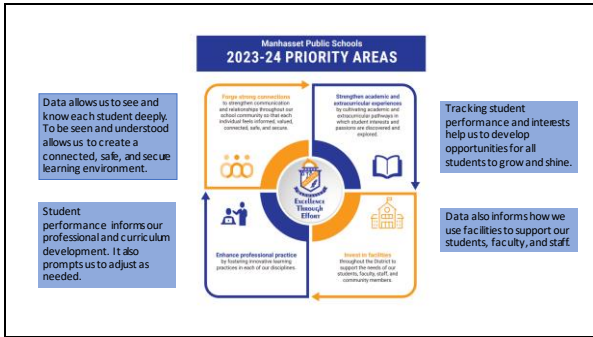 Manhasset Public Schools
2023-24 PRIORITY AREAS
Data allows us to see and
know each student deeply.
To be seen and understood
allows us to create a
connected, safe, and secure
learning environment.
Forge strong connections
to strengthen communication
and relationships throughout our
school community so that each
individual feels informed, valued,
connected, safe, and secure.
Strengthen academic and
extracurricular experiences
by cultivating academic and
extracurricular pathways in
which student interests and
passions are discovered and
explored.
Tracking student
performance and interests
help us to develop
opportunities for all
students to grow and shine.
Excellence
Through
Effort
Student
performance informs our
professional and curriculum
development. It also
prompts us to adjust as
needed.
Enhance professional practice
by fostering innovative learning
practices in each of our disciplines.
Invest in facilities
throughout the District to
support the needs of our
students, faculty, staff, and
community members.
Data also informs how we
use facilities to support our
students, faculty, and staff.